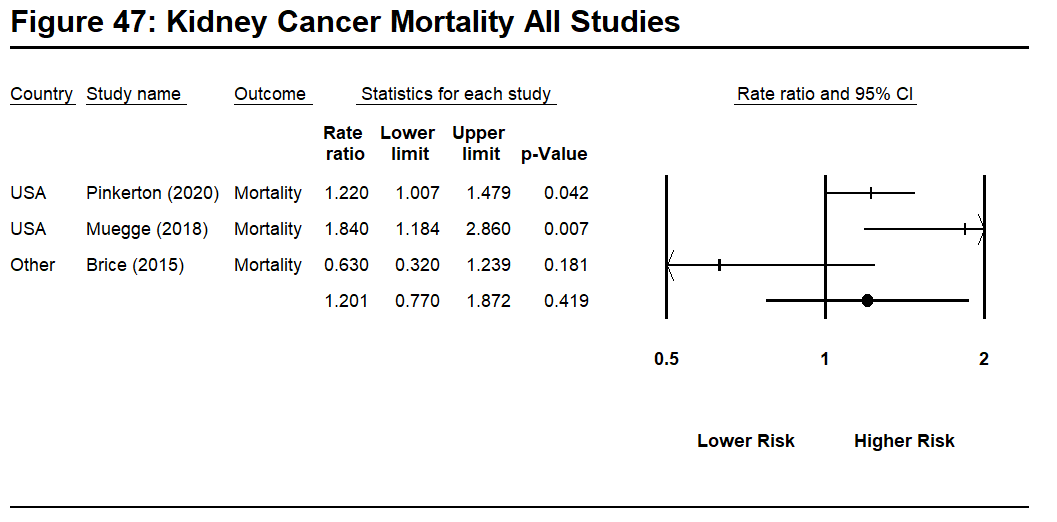 Figure 47: Kidney Cancer Mortality All Studies
Country Study name Outcome Statistics for each study Rate ratio and 95% CI
Rate Lower Upper
ratio limit limit p-Value
USA Pinkerton (2020) Mortality 1.220 1.007 1.479 0.042
USA Muegge (2018) Mortality 1.840 1.184 2.860 0.007
Other Brice (2015) Mortality 0.630 0.320 1.239 0.181
1.201 0.770 1.872 0.419
0.5 1 2
Lower Risk Higher Risk